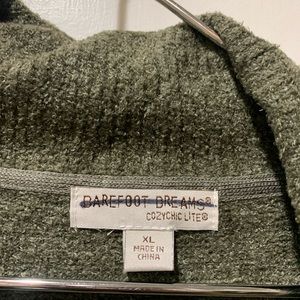 BAREFOOT DREAMS®
COZYCHIC LITE®
XL
MADE IN
CHINA